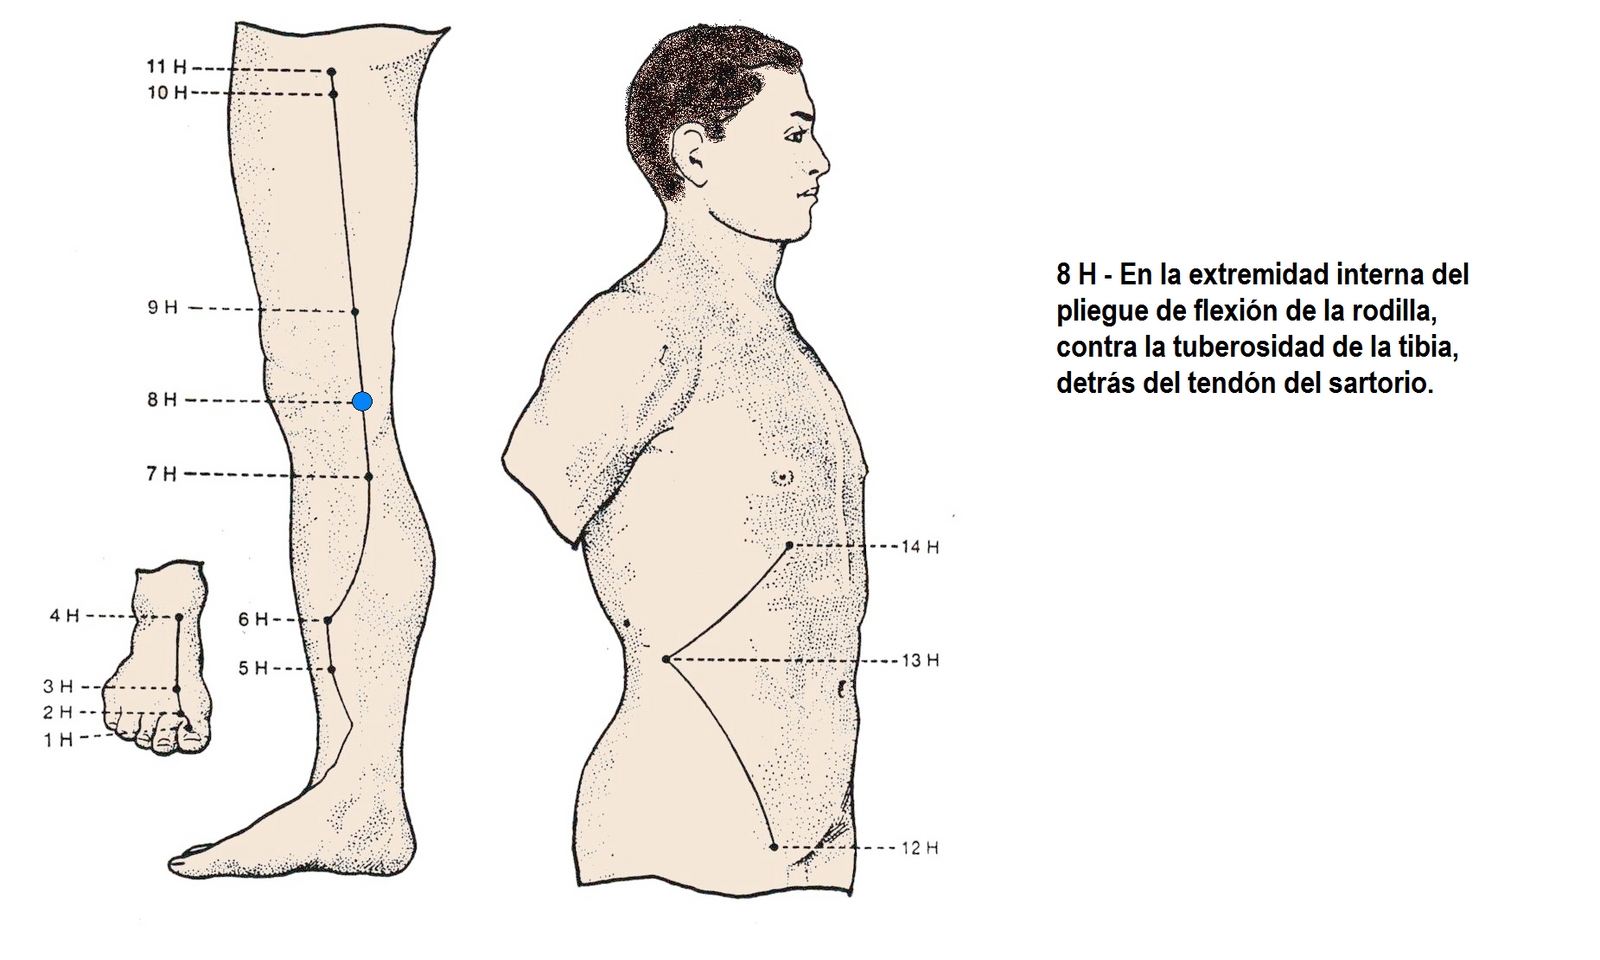 11 H
10 H
9 H
8 H
7 H
6 H
5 H
4 H
3 H
2 H
1 H
14 H
13 H
12 H
8 H - En la extremidad interna del
pliegue de flexión de la rodilla,
contra la tuberosidad de la tibia,
detrás del tendón del sartorio.